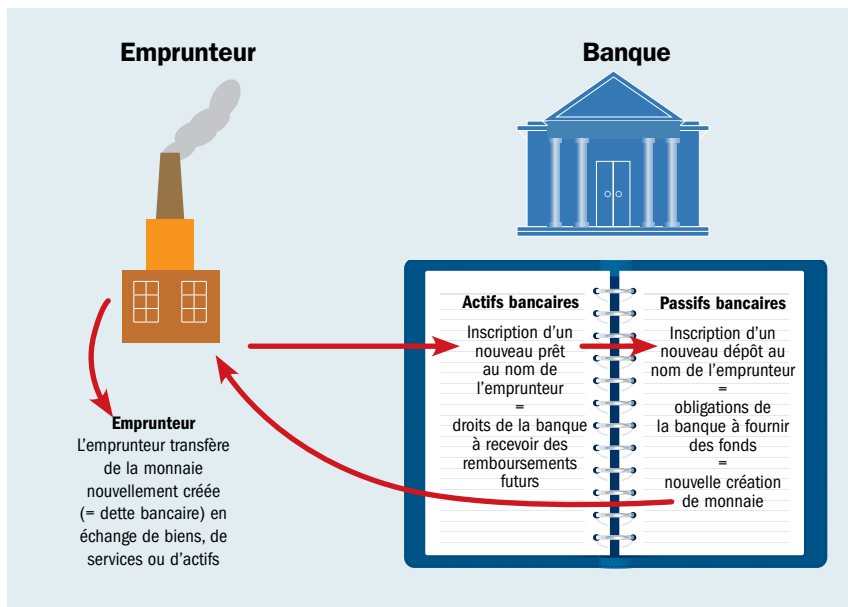 Emprunteur
Banque
Emprunteur
L’emprunteur transfère
de la monnaie
nouvellement créée
(= dette bancaire) en
échange de biens, de
services ou d’actifs
Actifs bancaires
Inscription d’un
nouveau prêt
au nom de
l’emprunteur
=
droits de la banque
à recevoir des
remboursements
futurs
Passifs bancaires
Inscription d’un
nouveau dépôt au
nom de l’emprunteur
=
obligations de
la banque à fournir
des fonds
=
nouvelle création
de monnaie